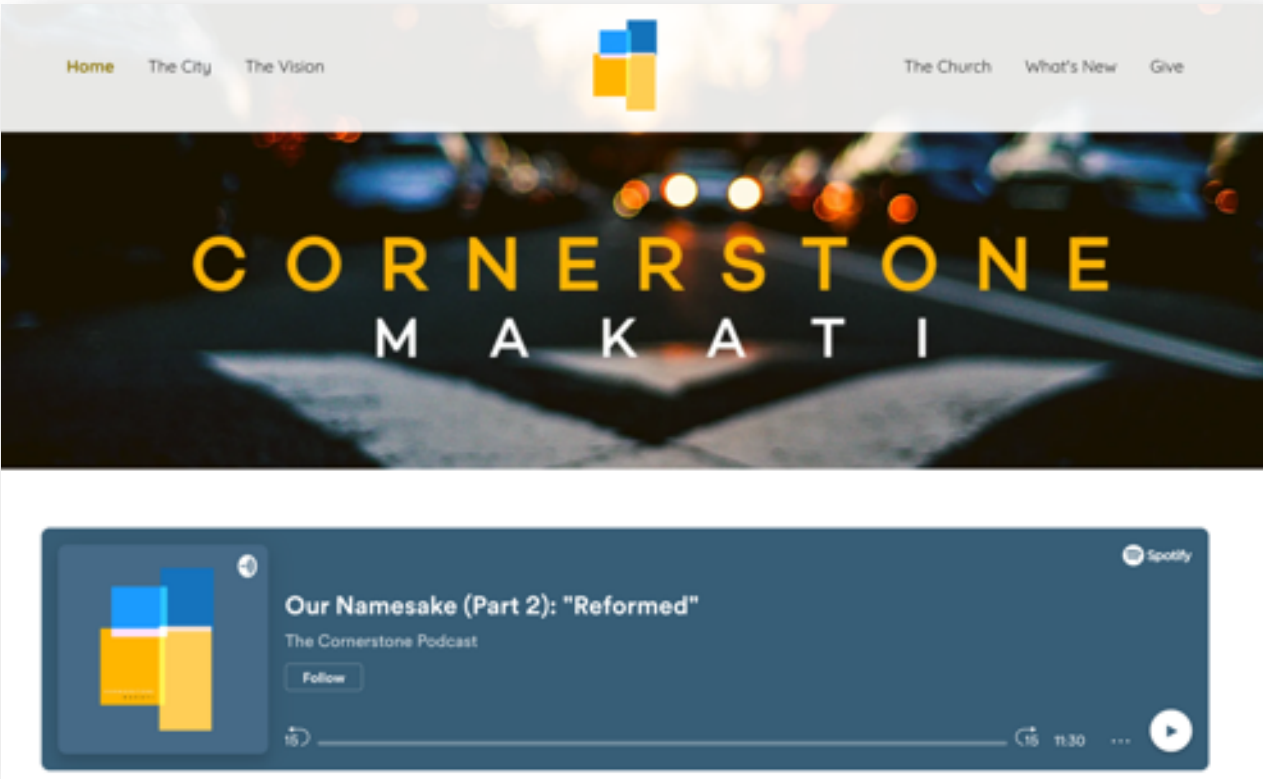 Home The City The Vision The Church What's New Give
CORNERSTONE
MAKATI
Spotify
Our Namesake (Part 2): "Reformed"
The Cornerstone Podcast
Follow
15 15 11:30 ...